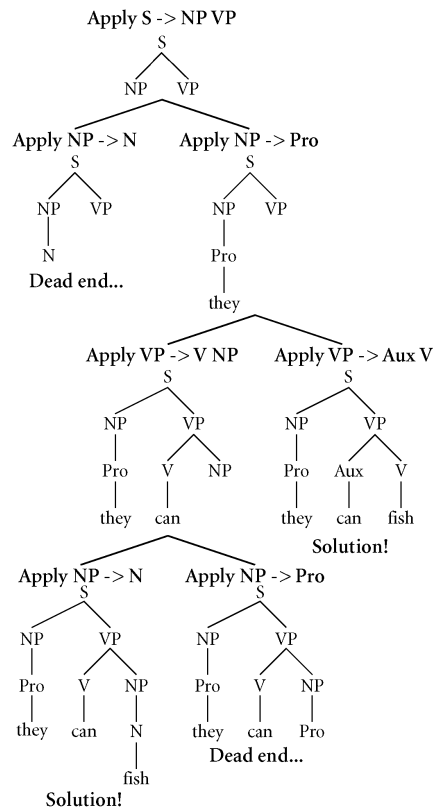 Apply S -> NP VP
S
NP VP
Apply NP -> N Apply NP -> Pro
S S
NP VP NP VP
N Pro
Dead end...
they
Apply VP -> V NP Apply VP -> Aux V
S S
NP VP NP VP
Pro V NP Pro Aux V
they can they can fish
Solution!
Apply NP -> N Apply NP -> Pro
S S
NP VP NP VP
Pro V NP Pro V NP
they can N they can Pro
Dead end...
fish
Solution!